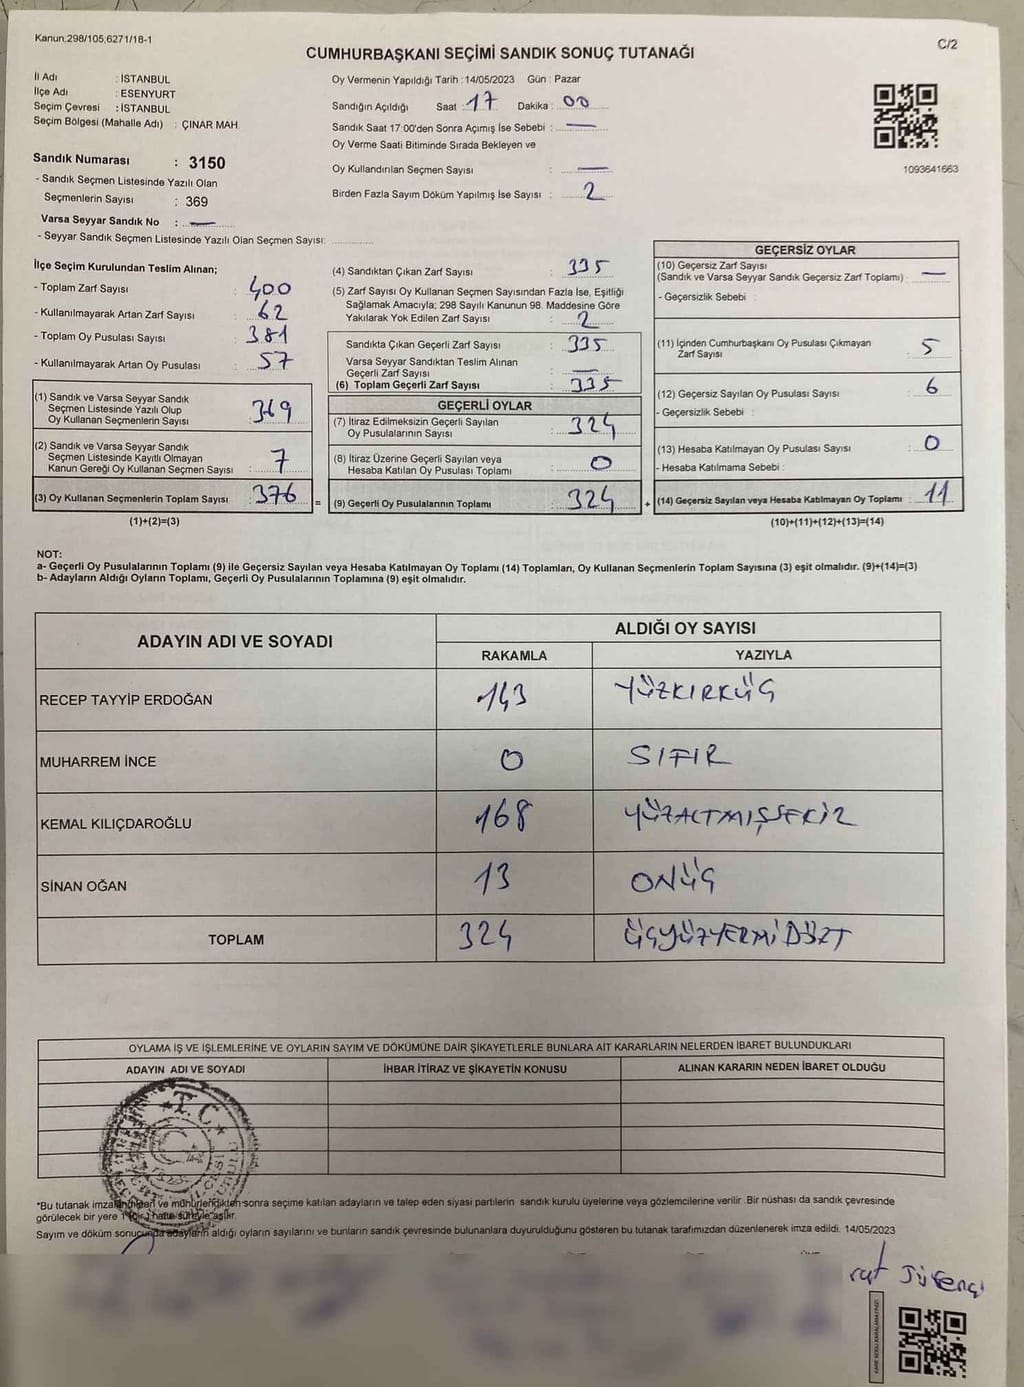 Kanun;298/105,6271/18-1
C/2
CUMHURBAŞKANI SEÇİMİ SANDIK SONUÇ TUTANAĞI
İl Adı : İSTANBUL
İlçe Adı : ESENYURT
Seçim Çevresi : İSTANBUL
Seçim Bölgesi (Mahalle Adı) : ÇINAR MAH.
Sandık Numarası : 3150
- Sandık Seçmen Listesinde Yazılı Olan
Seçmenlerin Sayısı : 369
Varsa Seyyar Sandık No : —
- Seyyar Sandık Seçmen Listesinde Yazılı Olan Seçmen Sayısı:
Oy Vermenin Yapıldığı Tarih :14/05/2023 Gün : Pazar
Sandığın Açıldığı Saat : 17 Dakika : 00
Sandık Saat 17:00'den Sonra Açımış İse Sebebi : —
Oy Verme Saati Bitiminde Sırada Bekleyen ve
Oy Kullandırılan Seçmen Sayısı : —
Birden Fazla Sayım Döküm Yapılmış İse Sayısı : 2
1093641663
İlçe Seçim Kurulundan Teslim Alınan;
- Toplam Zarf Sayısı : 400
- Kullanılmayarak Artan Zarf Sayısı : 62
- Toplam Oy Pusulası Sayısı : 381
- Kullanılmayarak Artan Oy Pusulası : 57
(1) Sandık ve Varsa Seyyar Sandık
Seçmen Listesinde Yazılı Olup
Oy Kullanan Seçmenlerin Sayısı : 369
(2) Sandık ve Varsa Seyyar Sandık
Seçmen Listesinde Kayıtlı Olmayan
Kanun Gereği Oy Kullanan Seçmen Sayısı : 7
(3) Oy Kullanan Seçmenlerin Toplam Sayısı : 376
(1)+(2)=(3)
(4) Sandıktan Çıkan Zarf Sayısı : 335
(5) Zarf Sayısı Oy Kullanan Seçmen Sayısından Fazla İse, Eşitliği
Sağlamak Amacıyla; 298 Sayılı Kanunun 98. Maddesine Göre
Yakılarak Yok Edilen Zarf Sayısı : 2
Sandıkta Çıkan Geçerli Zarf Sayısı : 335
Varsa Seyyar Sandıktan Teslim Alınan
Geçerli Zarf Sayısı : —
(6) Toplam Geçerli Zarf Sayısı : 335
GEÇERLİ OYLAR
(7) İtiraz Edilmeksizin Geçerli Sayılan
Oy Pusulalarının Sayısı : 324
(8) İtiraz Üzerine Geçerli Sayılan veya
Hesaba Katılan Oy Pusulası Toplamı : 0
= (9) Geçerli Oy Pusulalarının Toplamı : 324 +
GEÇERSİZ OYLAR
(10) Geçersiz Zarf Sayısı
(Sandık ve Varsa Seyyar Sandık Geçersiz Zarf Toplamı) : —
- Geçersizlik Sebebi :
(11) İçinden Cumhurbaşkanı Oy Pusulası Çıkmayan
Zarf Sayısı : 5
(12) Geçersiz Sayılan Oy Pusulası Sayısı : 6
- Geçersizlik Sebebi :
(13) Hesaba Katılmayan Oy Pusulası Sayısı : 0
- Hesaba Katılmama Sebebi :
(14) Geçersiz Sayılan veya Hesaba Katılmayan Oy Toplamı : 11
(10)+(11)+(12)+(13)=(14)
NOT:
a- Geçerli Oy Pusulalarının Toplamı (9) ile Geçersiz Sayılan veya Hesaba Katılmayan Oy Toplamı (14) Toplamları, Oy Kullanan Seçmenlerin Toplam Sayısına (3) eşit olmalıdır. (9)+(14)=(3)
b- Adayların Aldığı Oyların Toplamı, Geçerli Oy Pusulalarının Toplamına (9) eşit olmalıdır.
ADAYIN ADI VE SOYADI ALDIĞI OY SAYISI
RAKAMLA YAZIYLA
RECEP TAYYİP ERDOĞAN 143 YÜZKIRKÜÇ
MUHARREM İNCE 0 SIFIR
KEMAL KILIÇDAROĞLU 168 YÜZALTMIŞSEKİZ
SİNAN OĞAN 13 ONÜÇ
TOPLAM 324 ÜÇYÜZYERMİDÖRT
OYLAMA İŞ VE İŞLEMLERİNE VE OYLARIN SAYIM VE DÖKÜMÜNE DAİR ŞİKAYETLERLE BUNLARA AİT KARARLARIN NELERDEN İBARET BULUNDUKLARI
ADAYIN ADI VE SOYADI İHBAR İTİRAZ VE ŞİKAYETİN KONUSU ALINAN KARARIN NEDEN İBARET OLDUĞU
T.C.
*Bu tutanak imzalandıktan ve mühürlendikten sonra seçime katılan adayların ve talep eden siyasi partilerin sandık kurulu üyelerine veya gözlemcilerine verilir .Bir nüshası da sandık çevresinde
görülecek bir yere 1 (bir) hafta süreyle asılır.
Sayım ve döküm sonucunda adayların aldığı oyların sayılarını ve bunların sandık çevresinde bulunanlara duyurulduğunu gösteren bu tutanak tarafımızdan düzenlenerek imza edildi. 14/05/2023